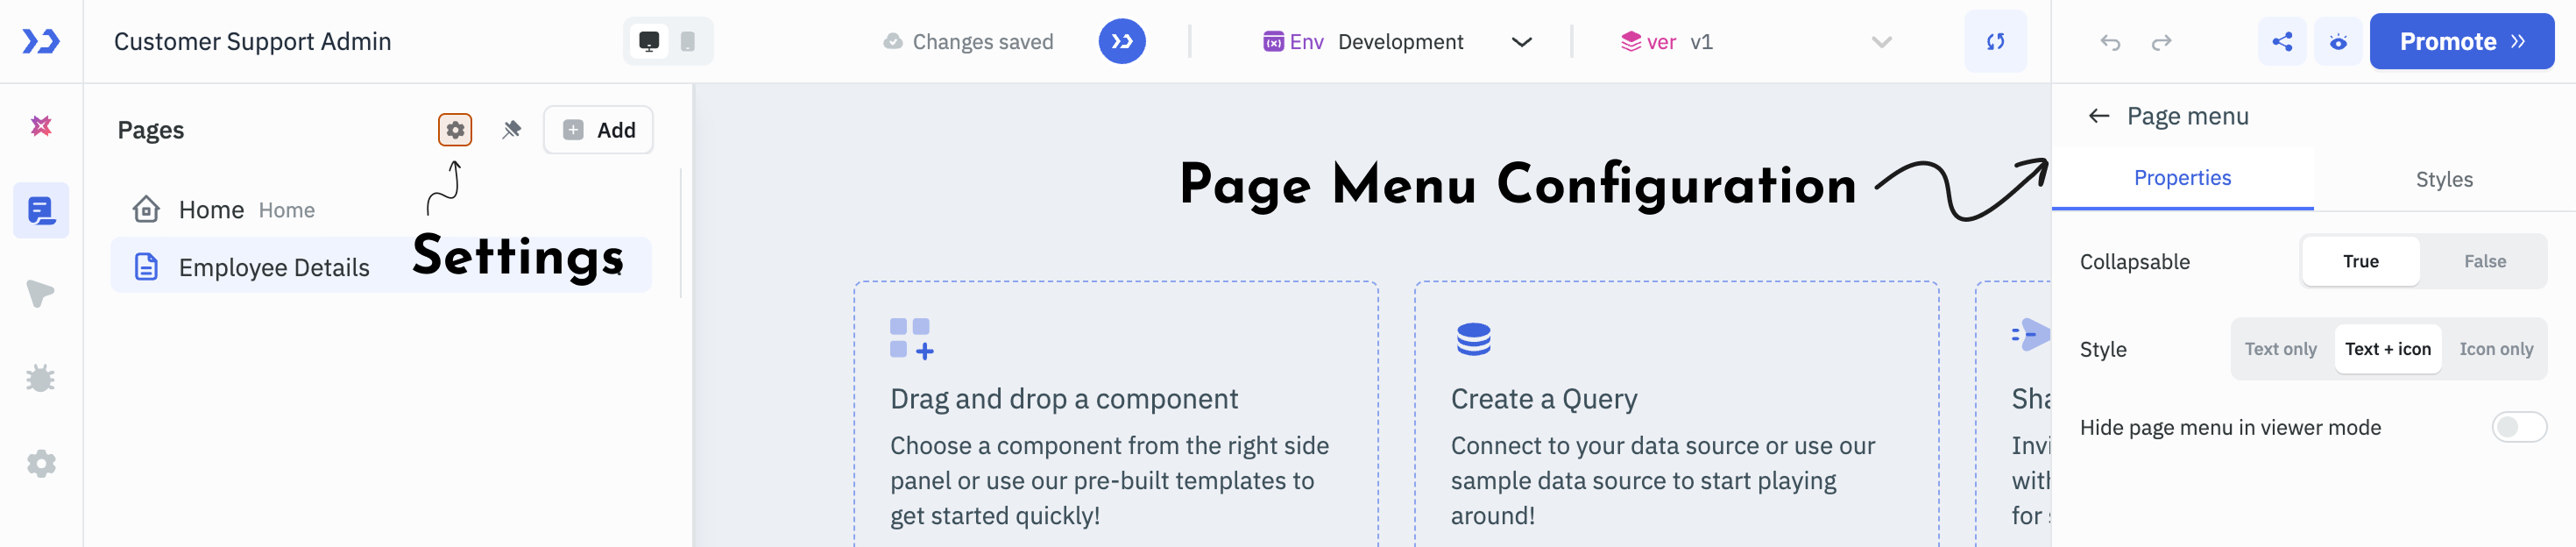 Customer Support Admin
Changes saved
Env Development
ver v1
Promote
Pages
Add
Home Home
Employee Details
Settings
Page Menu Configuration
Drag and drop a component
Choose a component from the right side
panel or use our pre-built templates to
get started quickly!
Create a Query
Connect to your data source or use our
sample data source to start playing
around!
Sha
Invi
with
for
Page menu
Properties Styles
Collapsable True False
Style Text only Text + icon Icon only
Hide page menu in viewer mode